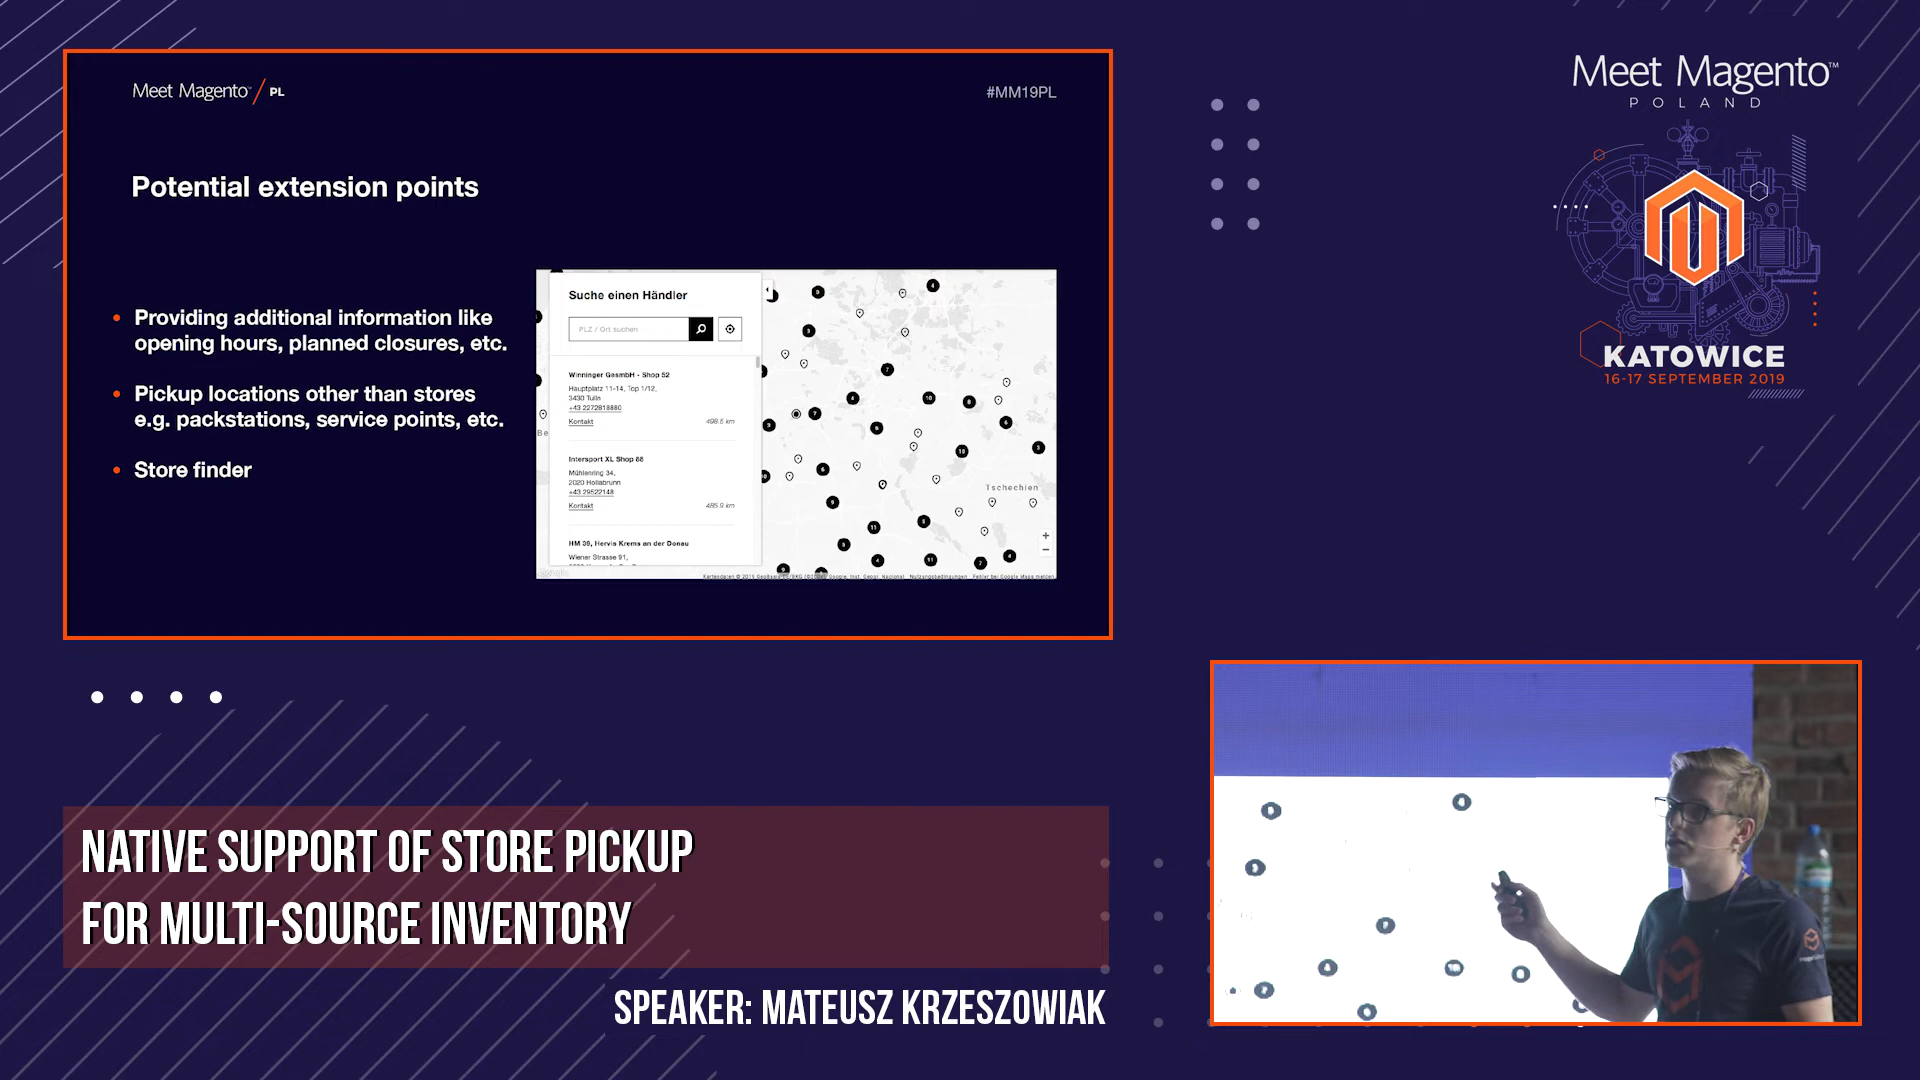 Meet Magento / PL
#MM19PL
Potential extension points
Providing additional information like
opening hours, planned closures, etc.
Pickup locations other than stores
e.g. packstations, service points, etc.
Store finder
Suche einen Händler
PLZ / Ort suchen
Winninger GesmbH - Shop 52
Hauptplatz 11-14, Top 1/12,
3430 Tulln
+43 2272818880
Kontakt
498.5 km
Intersport XL Shop 88
Mühlenring 34,
2020 Hollabrunn
+43 29522148
Kontakt
485.9 km
HM 39, Hervis Krems an der Donau
Wiener Strasse 91,
Tschechien
Meet Magento™
POLAND
KATOWICE
16-17 SEPTEMBER 2019
NATIVE SUPPORT OF STORE PICKUP
FOR MULTI-SOURCE INVENTORY
SPEAKER: MATEUSZ KRZESZOWIAK